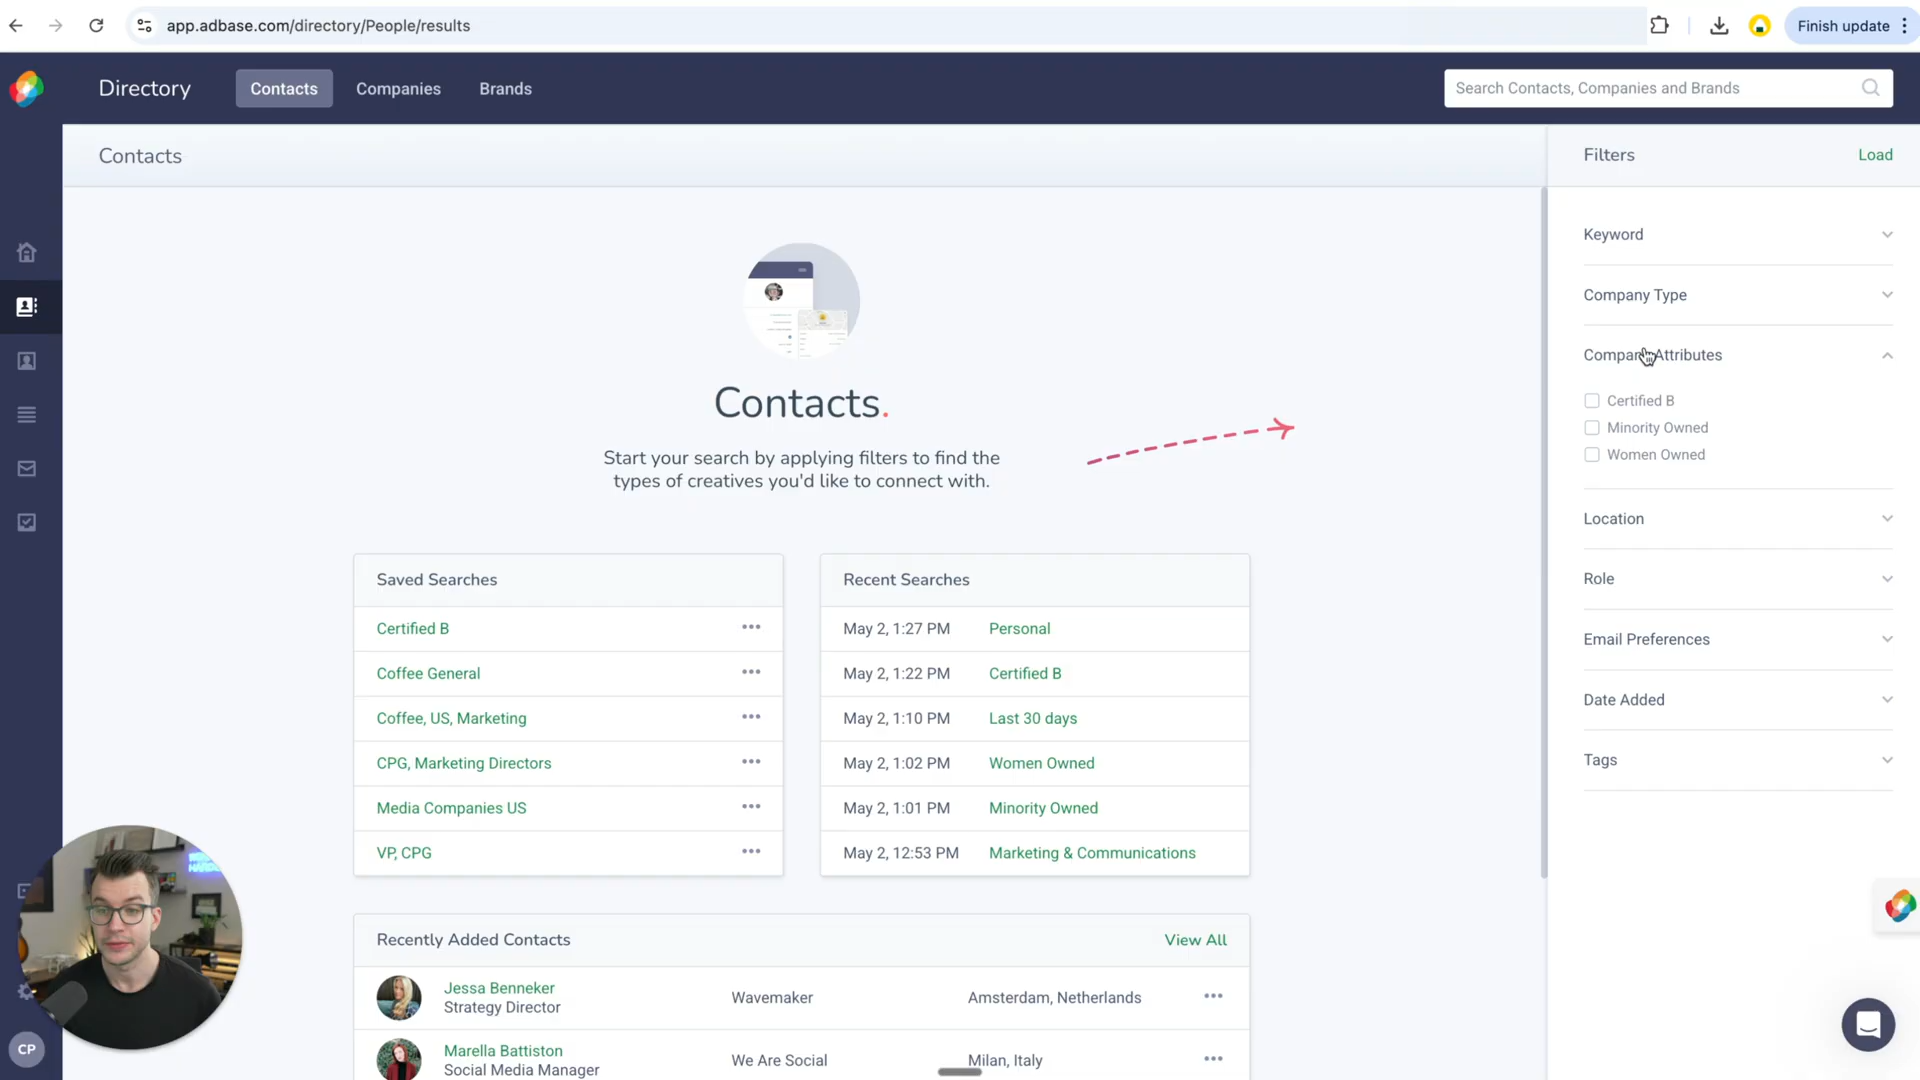 app.adbase.com/directory/People/results
Finish update
Directory
Contacts
Companies
Brands
Search Contacts, Companies and Brands
Contacts
Filters
Load
Keyword
Company Type
Company Attributes
Certified B
Minority Owned
Women Owned
Location
Role
Email Preferences
Date Added
Tags
Contacts.
Start your search by applying filters to find the
types of creatives you'd like to connect with.
Saved Searches
Certified B
Coffee General
Coffee, US, Marketing
CPG, Marketing Directors
Media Companies US
VP, CPG
Recent Searches
May 2, 1:27 PM Personal
May 2, 1:22 PM Certified B
May 2, 1:10 PM Last 30 days
May 2, 1:02 PM Women Owned
May 2, 1:01 PM Minority Owned
May 2, 12:53 PM Marketing & Communications
Recently Added Contacts
View All
Jessa Benneker
Strategy Director
Wavemaker
Amsterdam, Netherlands
Marella Battiston
Social Media Manager
We Are Social
Milan, Italy
CP